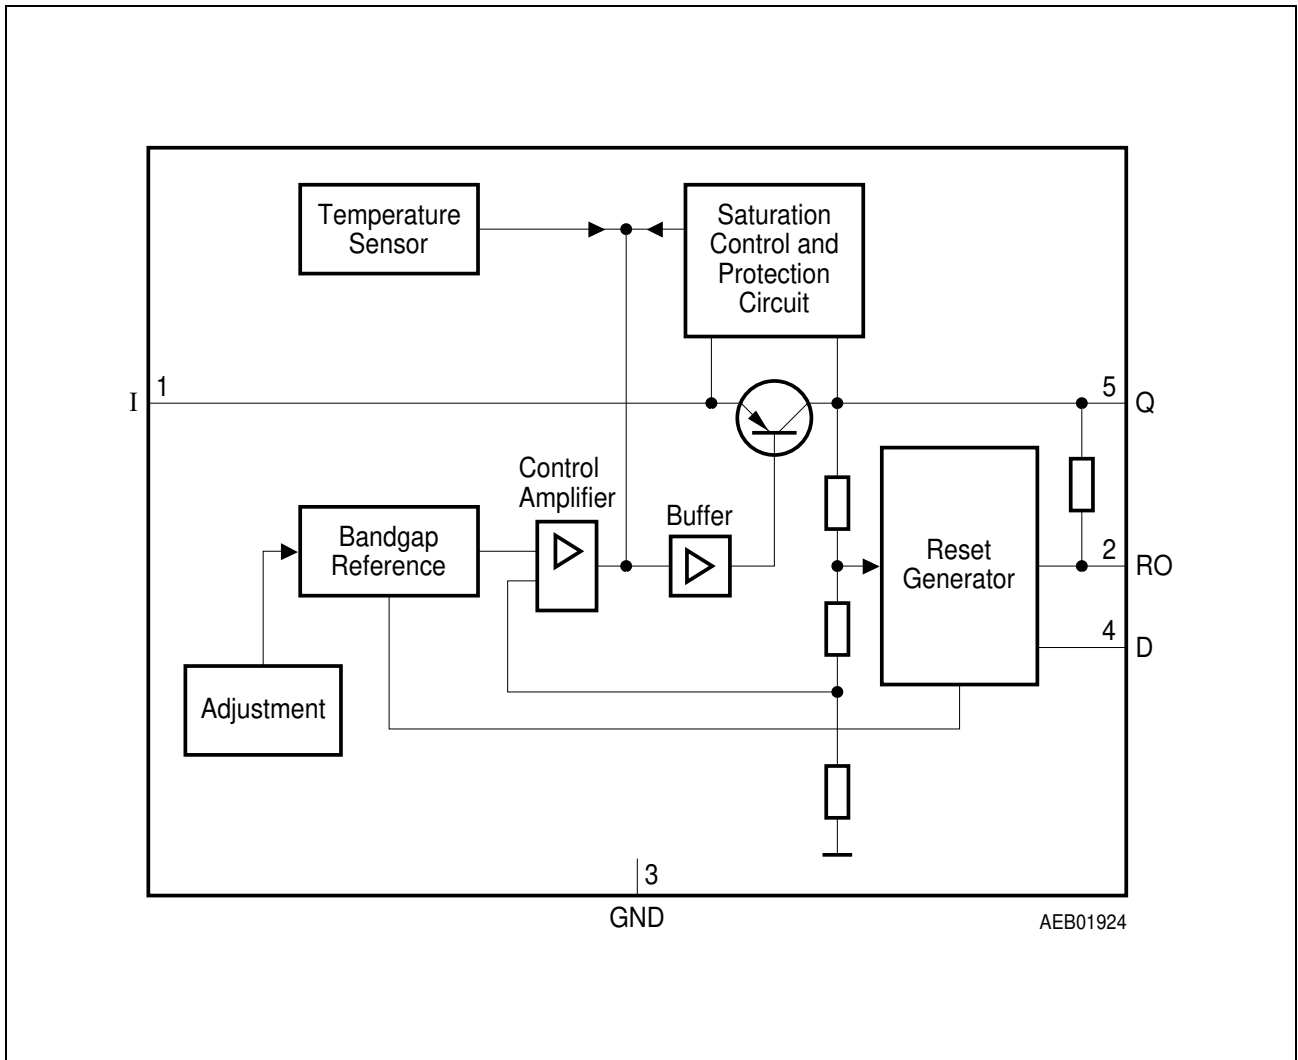 Temperature
Sensor
Saturation
Control and
Protection
Circuit
I
1
5
Q
Control
Amplifier
Buffer
Bandgap
Reference
Reset
Generator
2
RO
4
D
Adjustment
3
GND
AEB01924